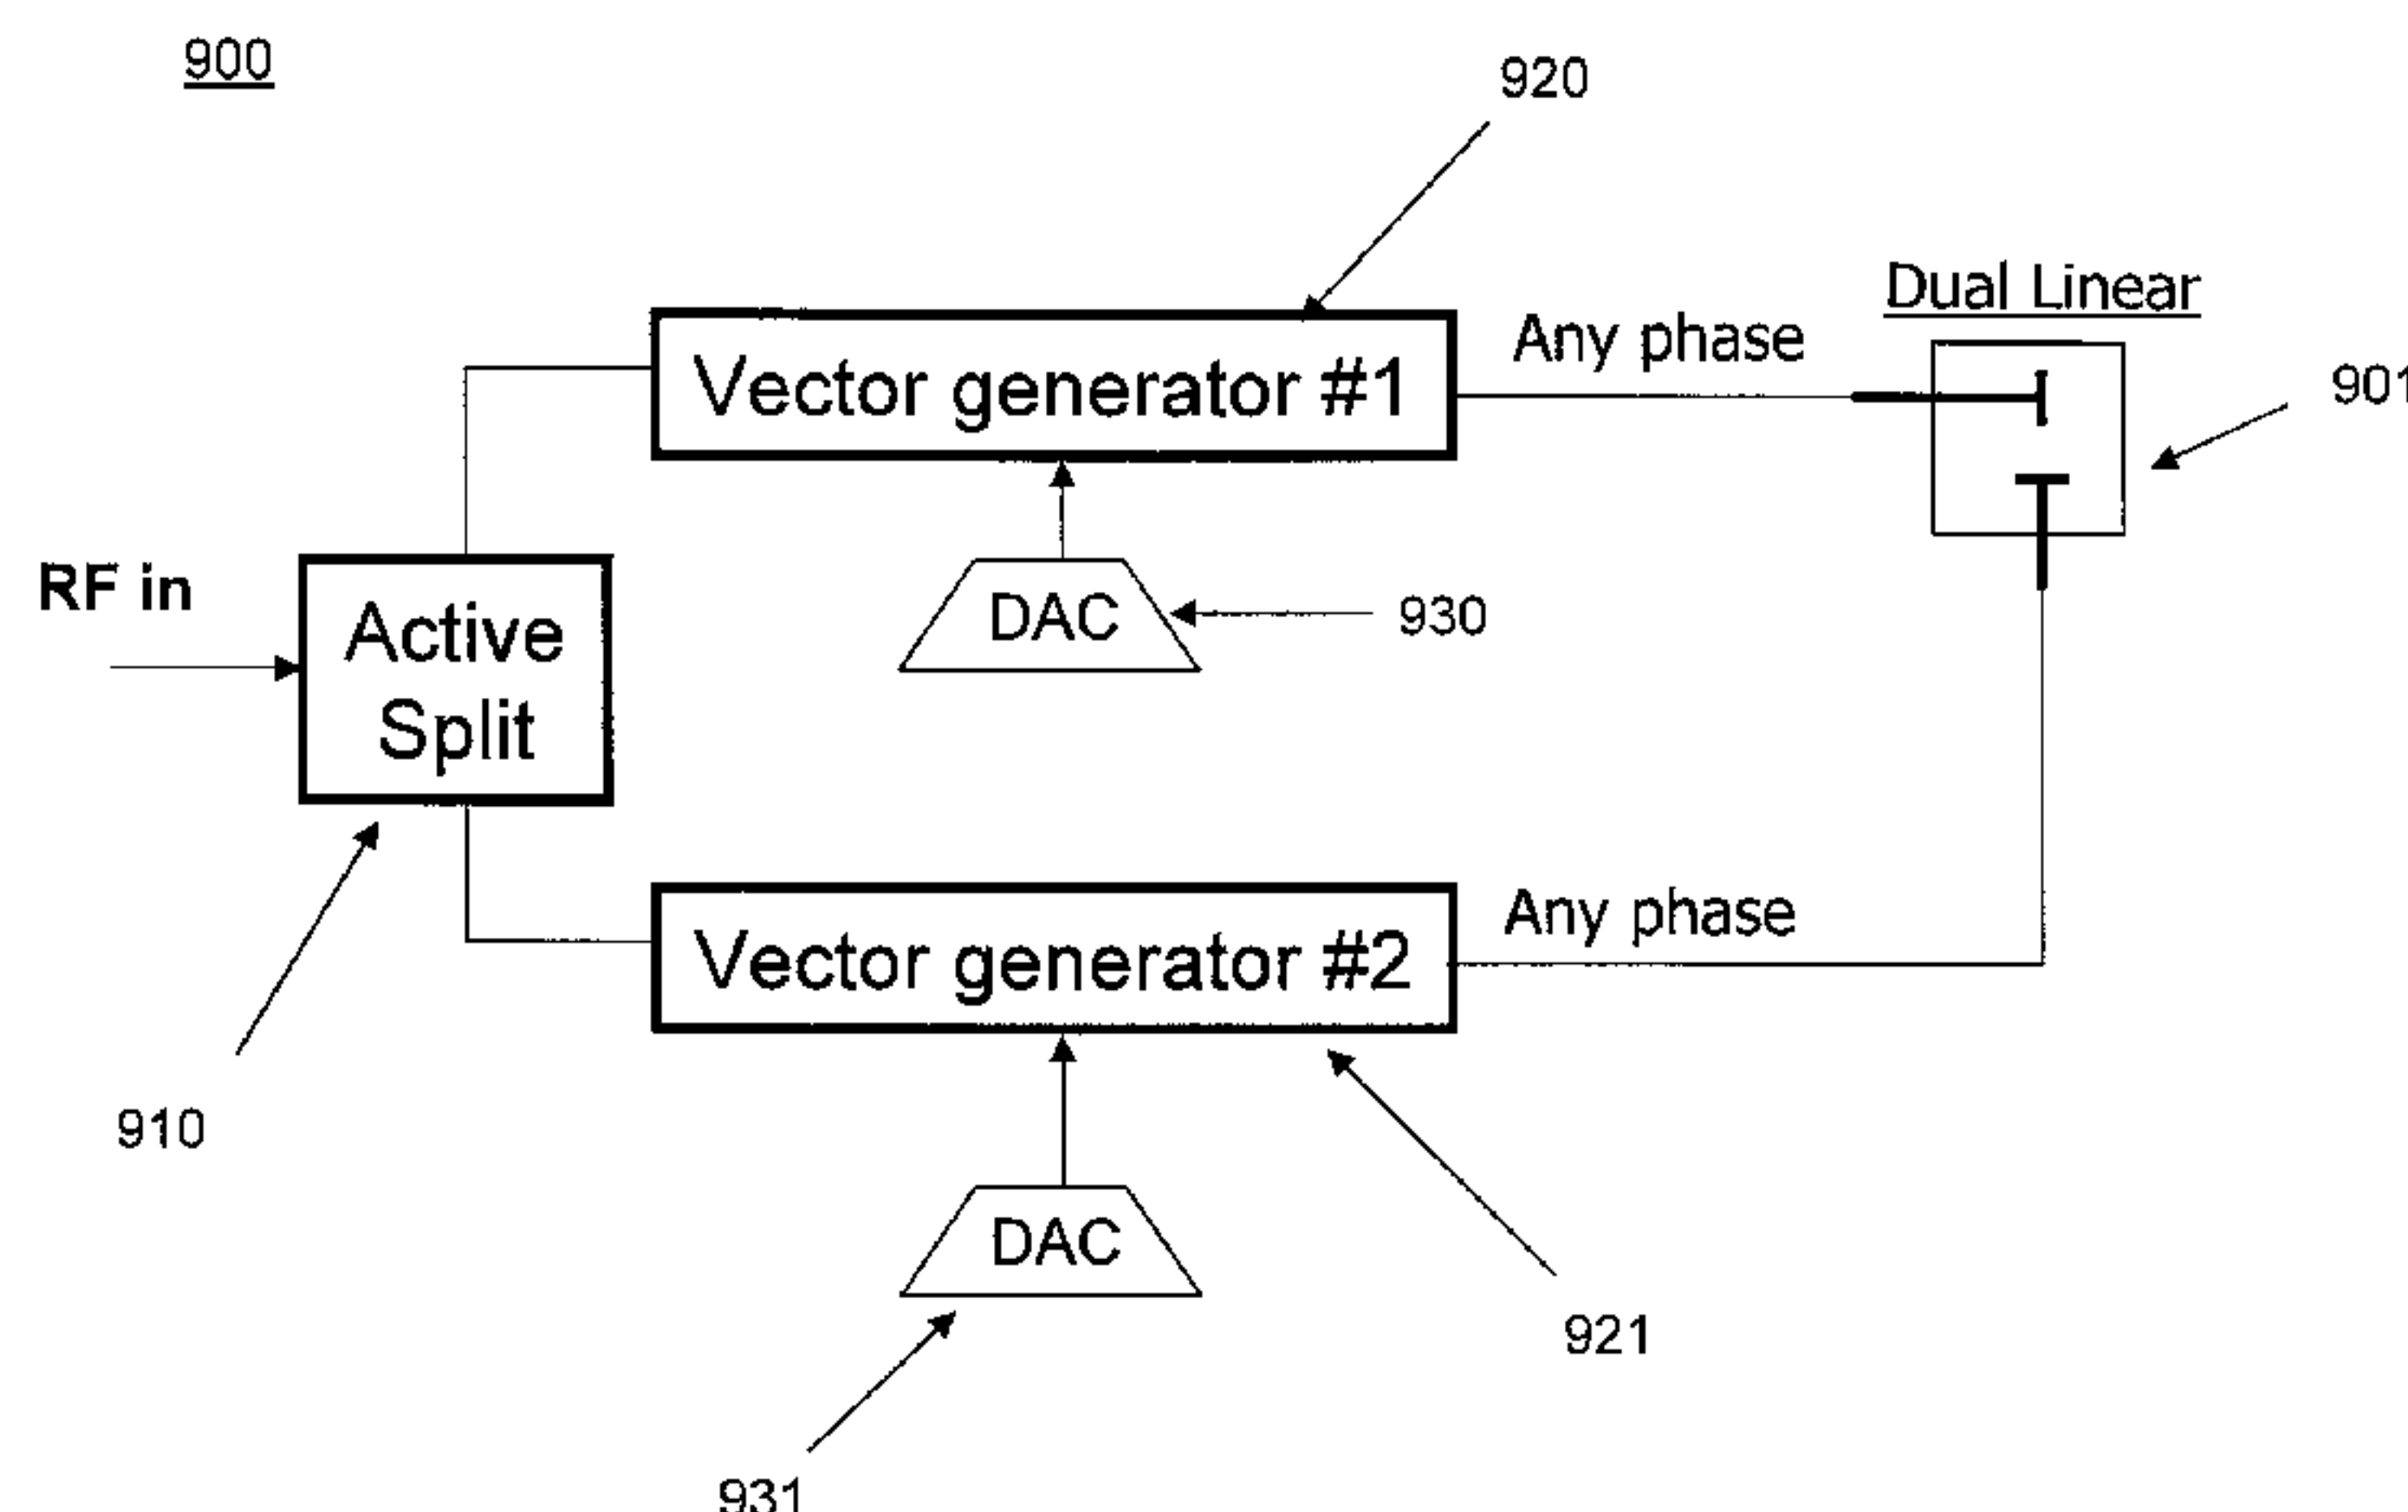 900
920
Dual Linear
Any phase
901
Vector generator #1
RF in
DAC
930
Active
Split
Any phase
Vector generator #2
910
DAC
921
931